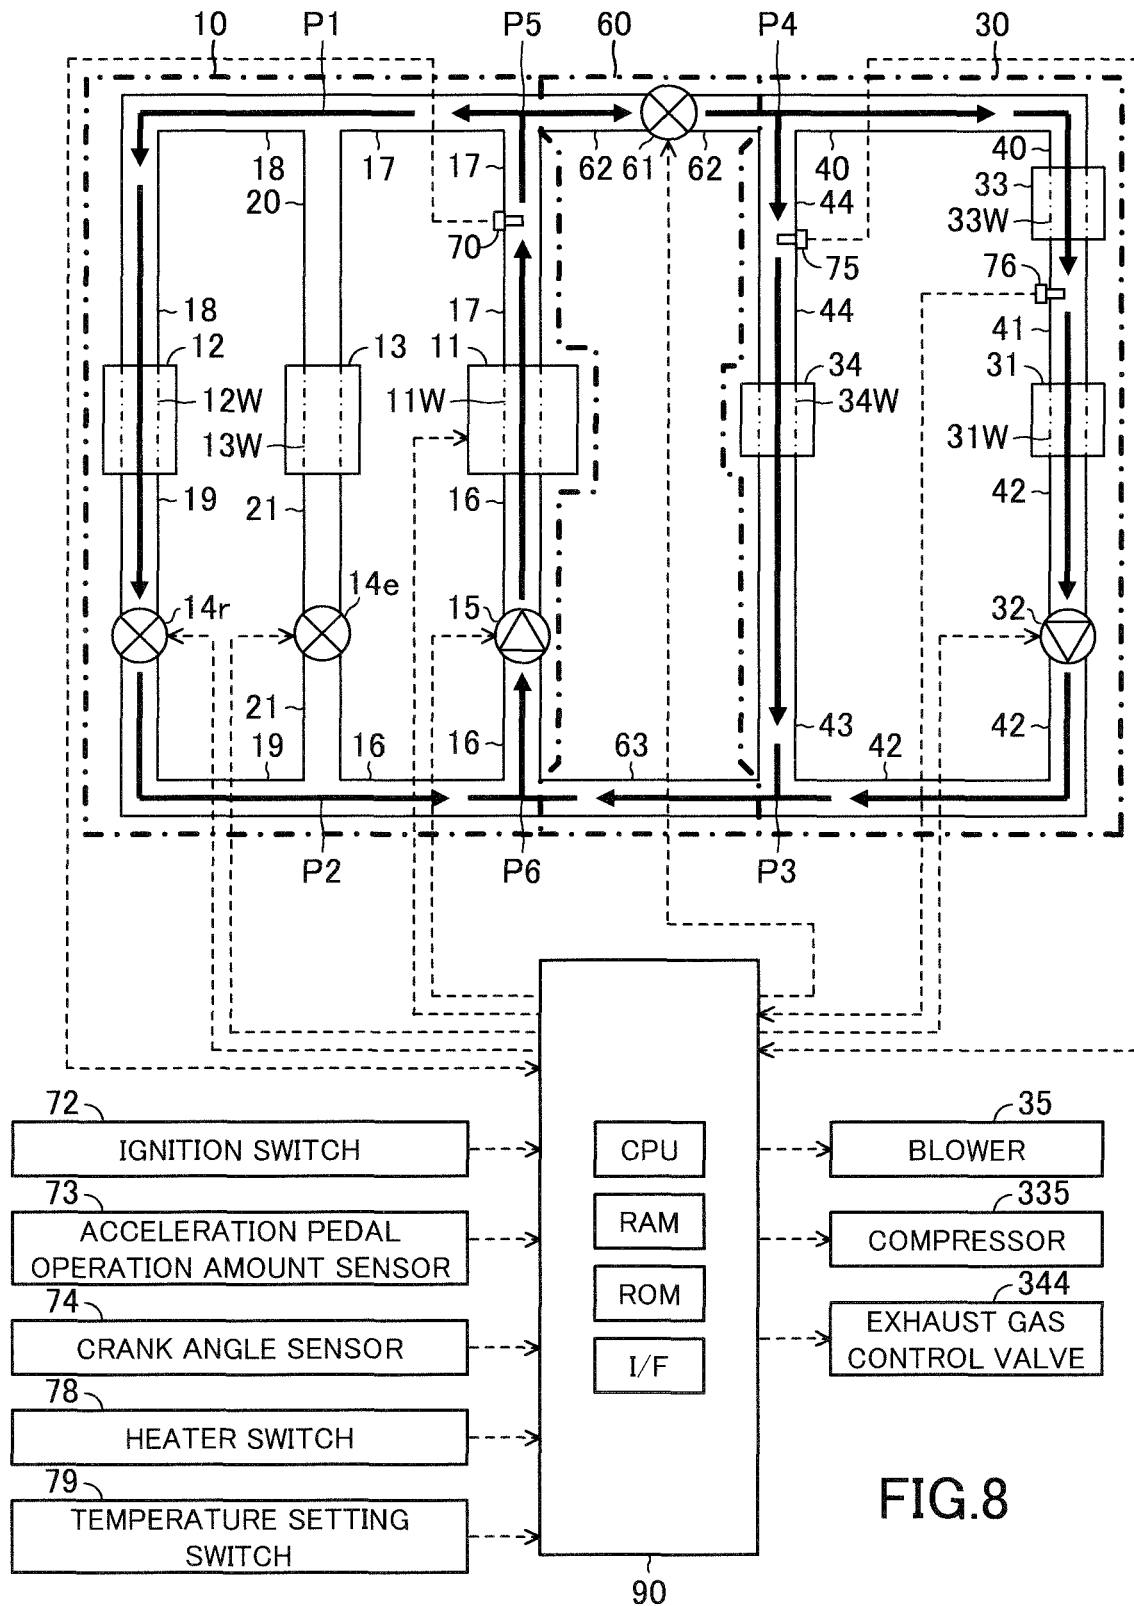 10 P1 P5 60 P4 30
18 17 17 62 61 62 40 40
20 44 33
33W
70 75 76
18 17 44 41
12 13 11 34 31
12W 11W 34W
13W 31W
19 21 16 42
14r 14e 15 32
21 16 43 42
19 16 63 42
P2 P6 P3
72
IGNITION SWITCH
73
ACCELERATION PEDAL
OPERATION AMOUNT SENSOR
74
CRANK ANGLE SENSOR
78
HEATER SWITCH
79
TEMPERATURE SETTING
SWITCH
CPU
RAM
ROM
I/F
90
35
BLOWER
335
COMPRESSOR
344
EXHAUST GAS
CONTROL VALVE
FIG.8